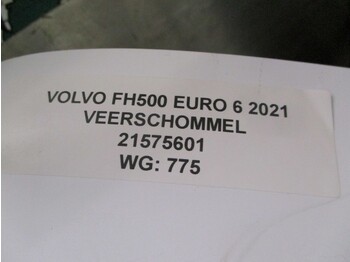 VOLVO FH500 EURO 6 2021
VEERSCHOMMEL
21575601
WG: 775